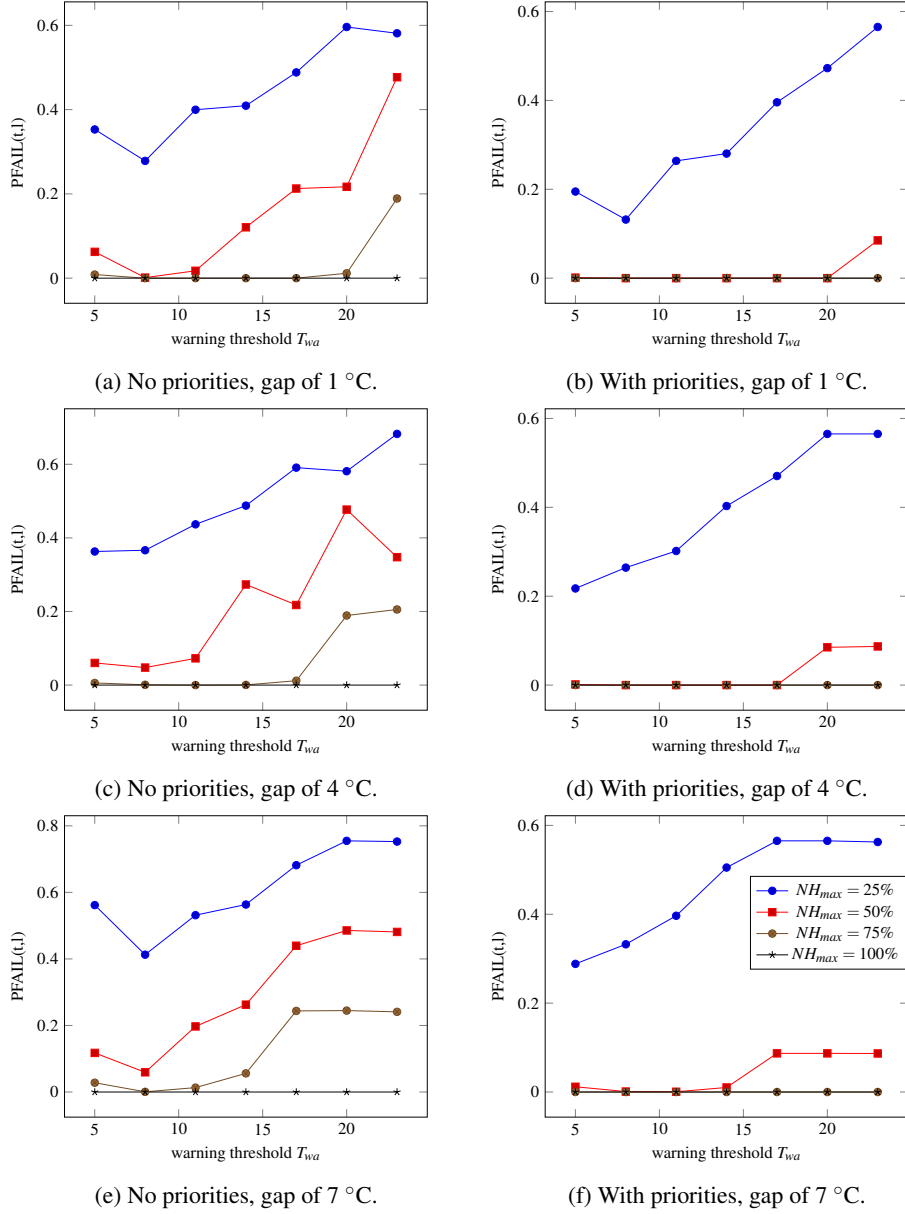 0.6
0.4
0.2
0
PFAIL(t,l)
5 10 15 20
warning threshold T_wa
(a) No priorities, gap of 1 °C.
0.6
0.4
0.2
0
PFAIL(t,l)
5 10 15 20
warning threshold T_wa
(b) With priorities, gap of 1 °C.
0.6
0.4
0.2
0
PFAIL(t,l)
5 10 15 20
warning threshold T_wa
(c) No priorities, gap of 4 °C.
0.6
0.4
0.2
0
PFAIL(t,l)
5 10 15 20
warning threshold T_wa
(d) With priorities, gap of 4 °C.
0.8
0.6
0.4
0.2
0
PFAIL(t,l)
5 10 15 20
warning threshold T_wa
(e) No priorities, gap of 7 °C.
0.6
0.4
0.2
0
PFAIL(t,l)
NH_max = 25%
NH_max = 50%
NH_max = 75%
NH_max = 100%
5 10 15 20
warning threshold T_wa
(f) With priorities, gap of 7 °C.